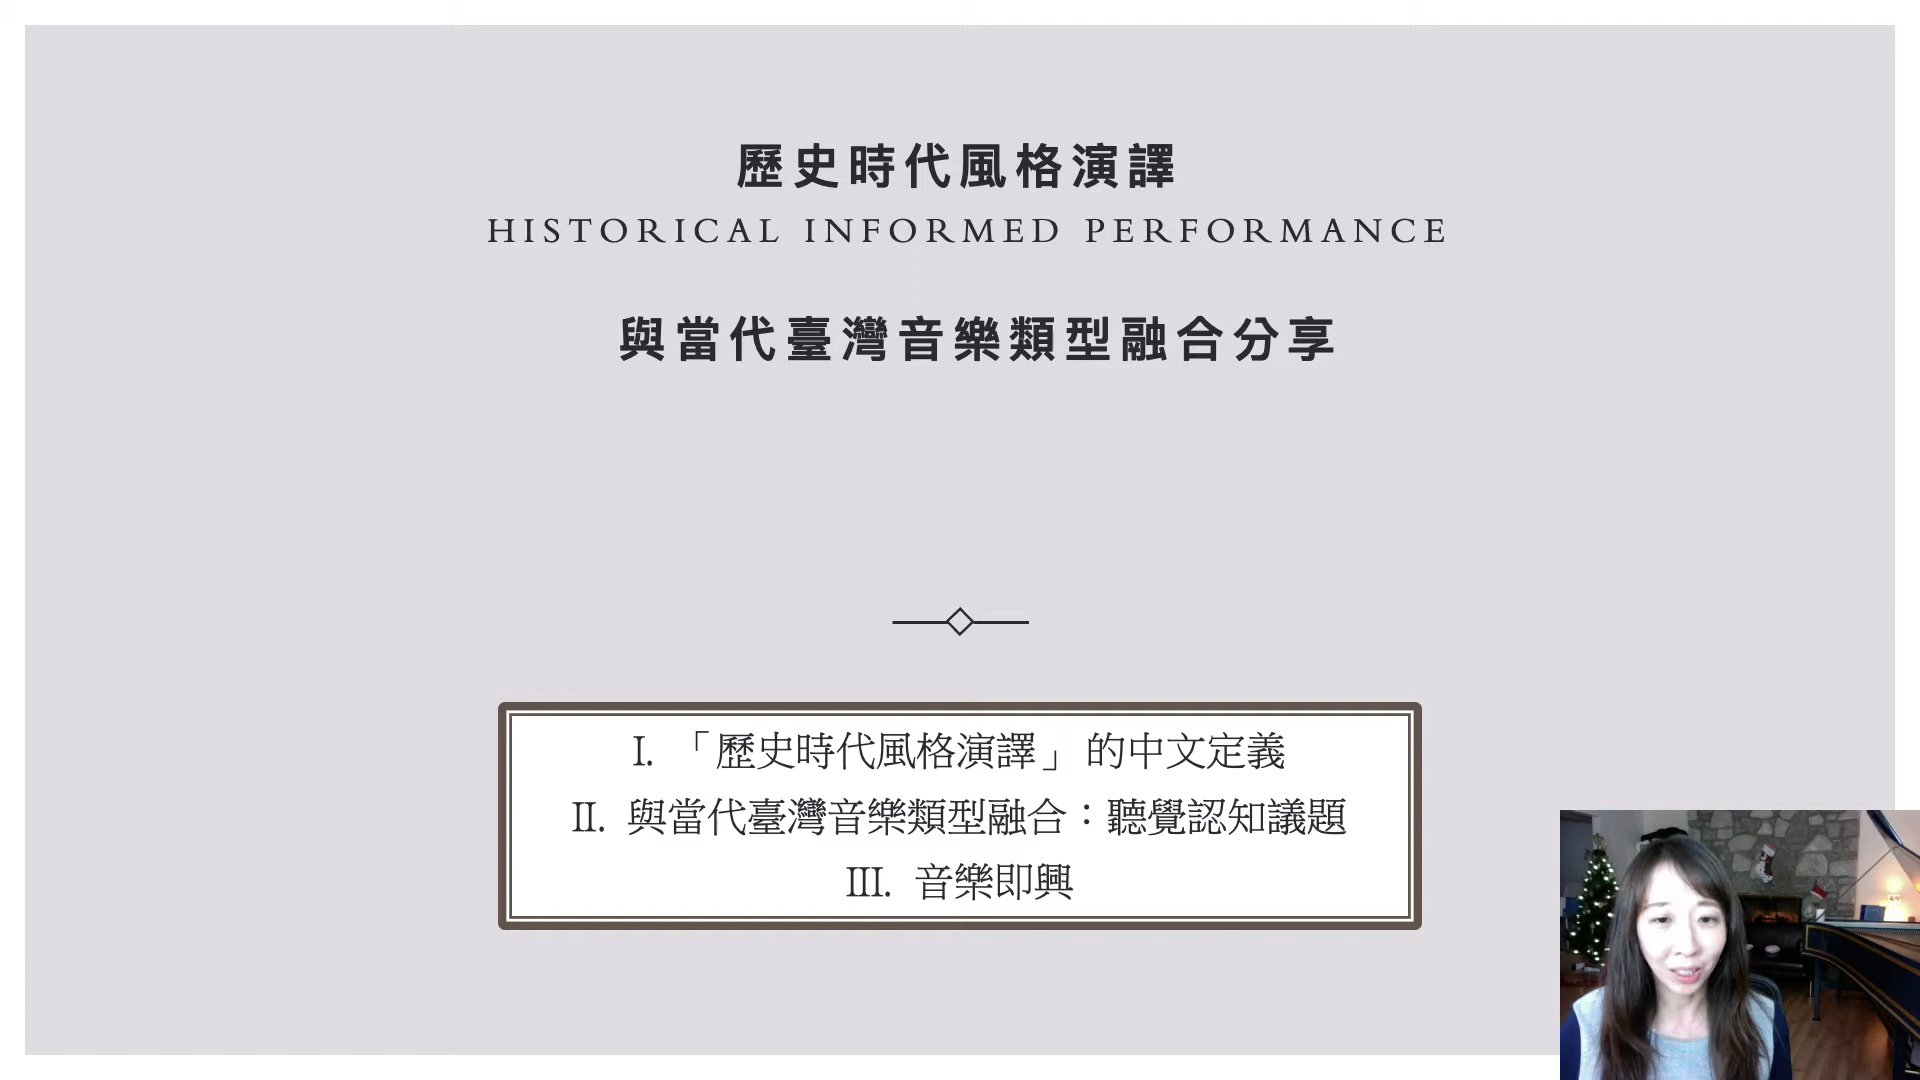 歷史時代風格演譯
HISTORICAL INFORMED PERFORMANCE
與當代臺灣音樂類型融合分享
I. 「歷史時代風格演譯」的中文定義
II. 與當代臺灣音樂類型融合：聽覺認知議題
III. 音樂即興